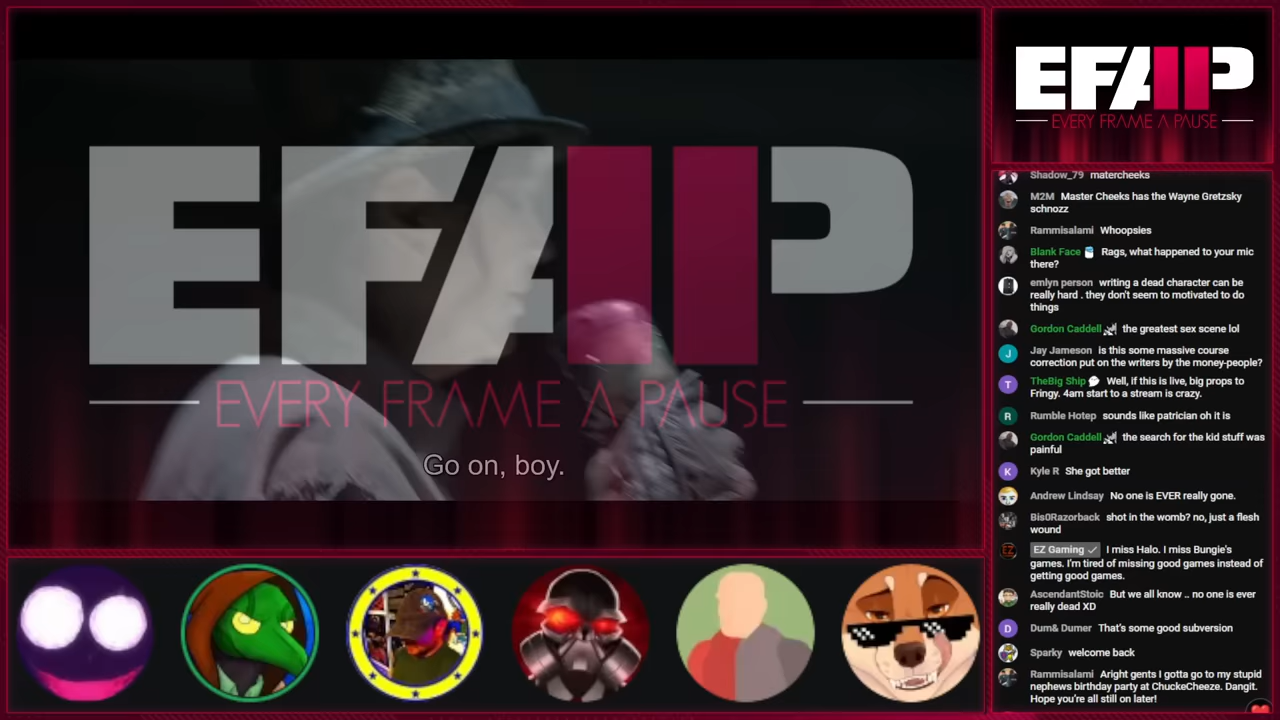 EFAP
EVERY FRAME A PAUSE
Go on, boy.
EFAP
EVERY FRAME A PAUSE
Shadow_79 matercheeks
M2M Master Cheeks has the Wayne Gretzsky
schnozz
Rammisalami Whoopsies
Blank Face Rags, what happened to your mic
there?
emlyn person writing a dead character can be
really hard . they don't seem to motivated to do
things
Gordon Caddell the greatest sex scene lol
J
Jay Jameson is this some massive course
correction put on the writers by the money-people?
T
TheBig Ship Well, if this is live, big props to
Fringy. 4am start to a stream is crazy.
R
Rumble Hotep sounds like patrician oh it is
Gordon Caddell the search for the kid stuff was
painful
K
Kyle R She got better
Andrew Lindsay No one is EVER really gone.
Bis0Razorback shot in the womb? no, just a flesh
wound
EZ
EZ Gaming I miss Halo. I miss Bungie's
games. I'm tired of missing good games instead of
getting good games.
AscendantStoic But we all know .. no one is ever
really dead XD
D
Dum& Dumer That's some good subversion
Sparky welcome back
Rammisalami Aright gents I gotta go to my stupid
nephews birthday party at ChuckeCheeze. Dangit.
Hope you're all still on later!